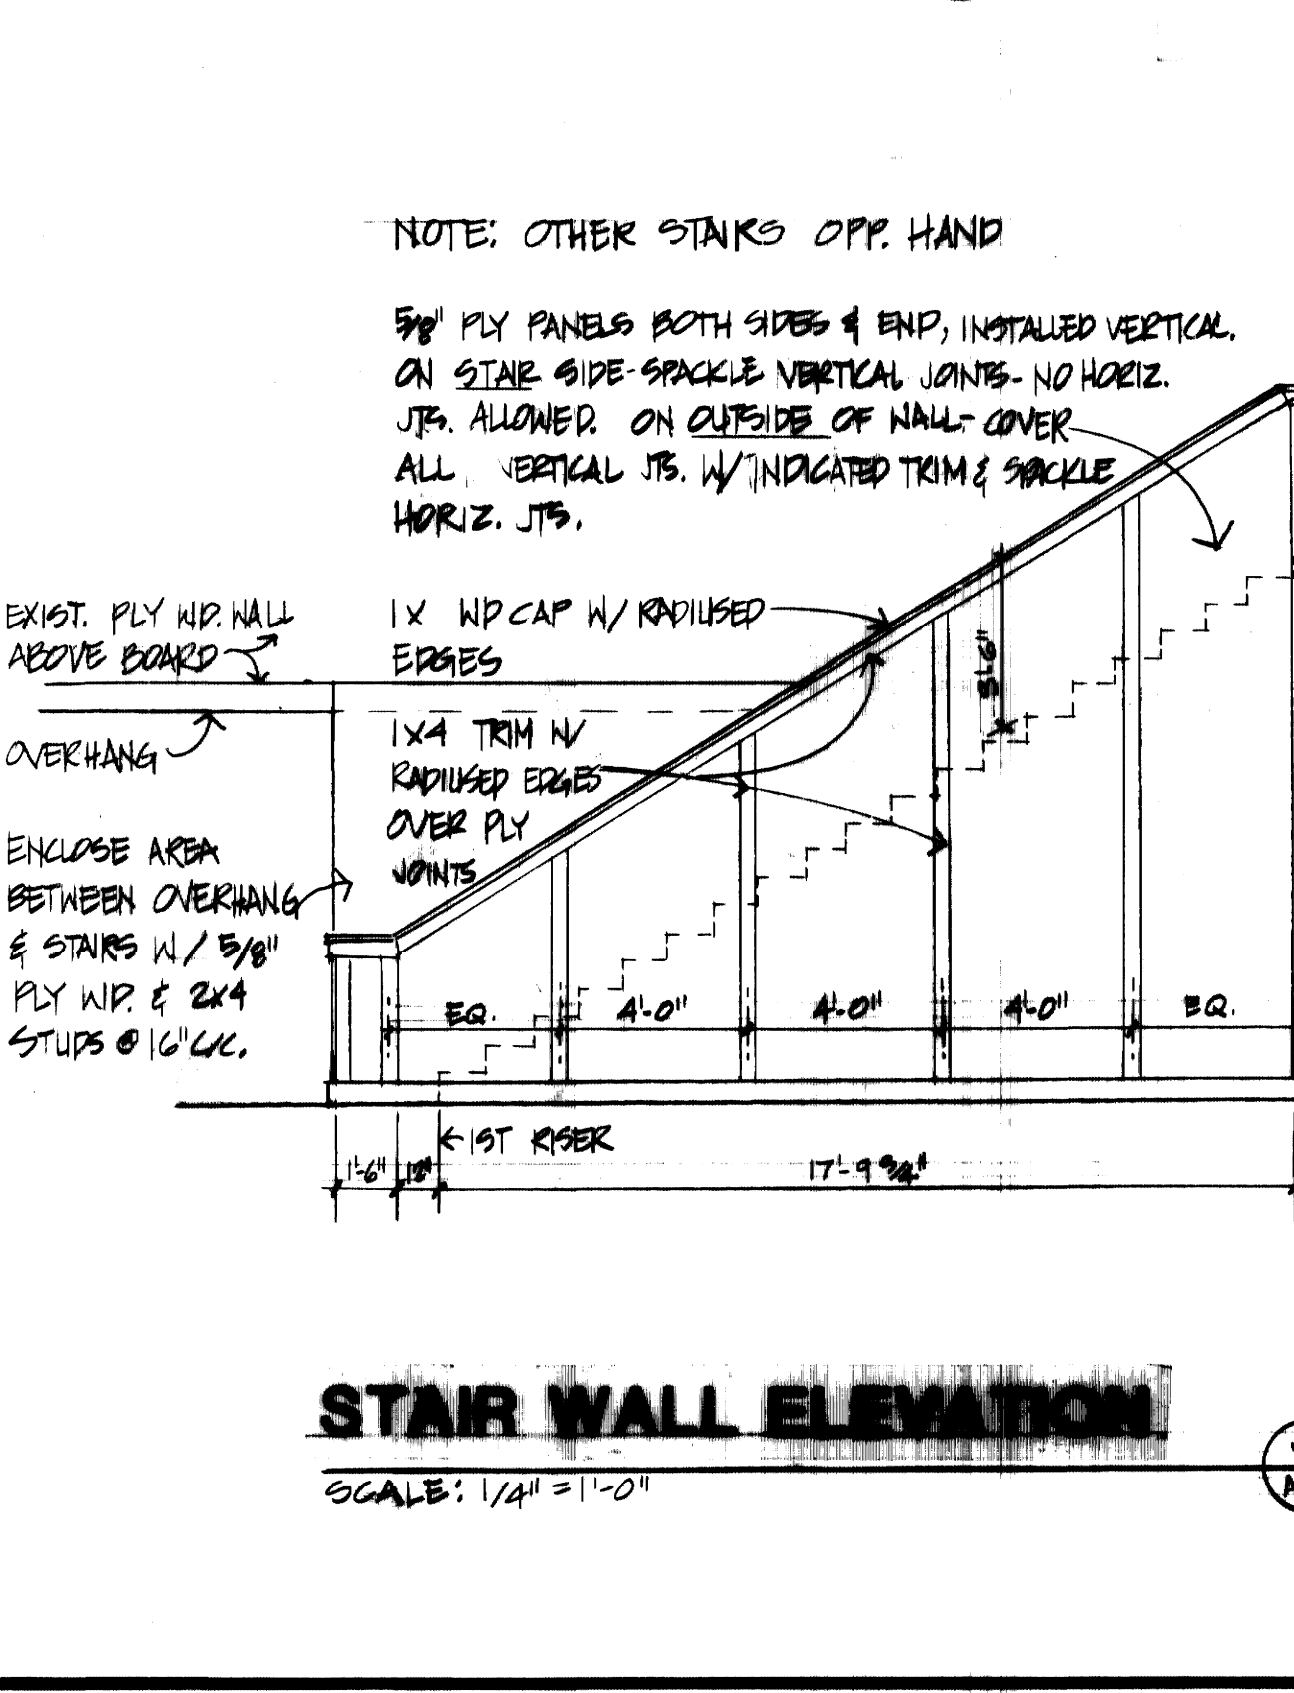 NOTE: OTHER STAIRS OPP. HAND
5/8" PLY PANELS BOTH SIDES & END, INSTALLED VERTICAL.
ON STAIR SIDE-SPACKLE VERTICAL JOINTS-NO HORIZ.
JTS. ALLOWED. ON OUTSIDE OF WALL-COVER
ALL VERTICAL JTS. W/INDICATED TRIM & SPACKLE
HORIZ. JTS.
EXIST. PLY WD. WALL
ABOVE BOARD
1X WD CAP W/ RADIUSED
EDGES
OVERHANG
1X4 TRIM W/
RADIUSED EDGES
OVER PLY
JOINTS
ENCLOSE AREA
BETWEEN OVERHANG
& STAIRS W/ 5/8"
PLY WD. & 2X4
STUDS @ 16" C/C.
EQ.
4'-0"
4'-0"
4'-0"
EQ.
1ST RISER
1'-6"
12"
17'-9 3/4"
STAIR WALL ELEVATION
SCALE: 1/4" = 1'-0"